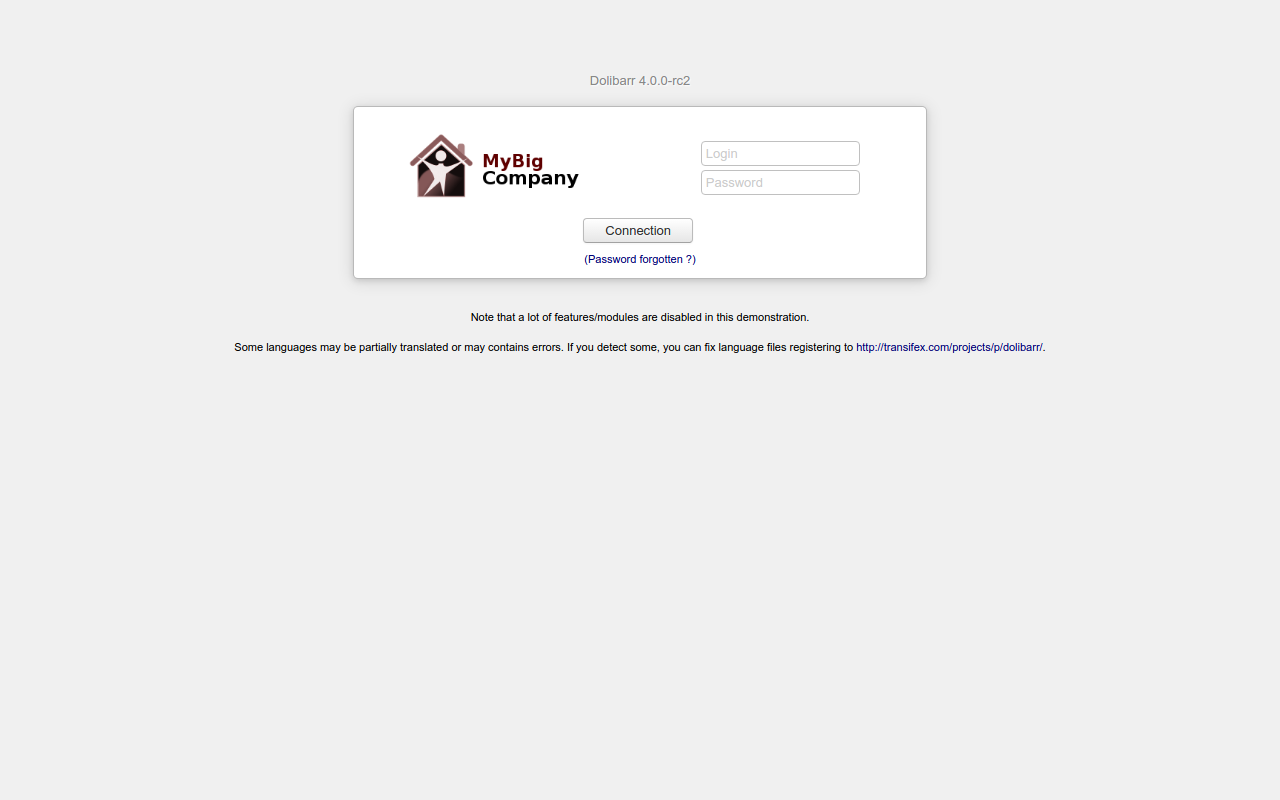 Dolibarr 4.0.0-rc2
MyBig
Company
Login
Password
Connection
(Password forgotten ?)
Note that a lot of features/modules are disabled in this demonstration.
Some languages may be partially translated or may contains errors. If you detect some, you can fix language files registering to http://transifex.com/projects/p/dolibarr/.